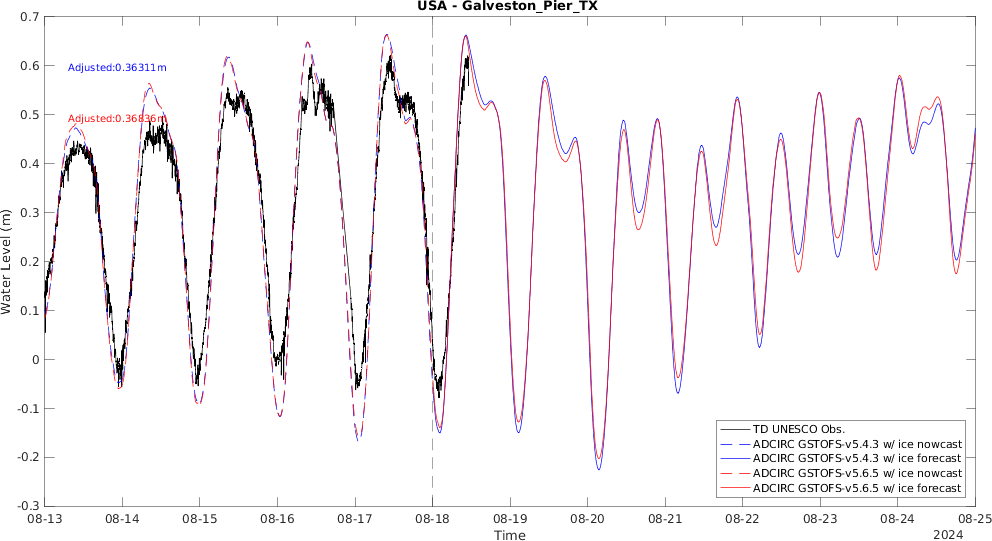 USA - Galveston_Pier_TX
0.7
0.6
0.5
0.4
0.3
0.2
0.1
0
-0.1
-0.2
-0.3
Water Level (m)
Adjusted:0.36311m
Adjusted:0.36836m
TD UNESCO Obs.
ADCIRC GSTOFS-v5.4.3 w/ ice nowcast
ADCIRC GSTOFS-v5.4.3 w/ ice forecast
ADCIRC GSTOFS-v5.6.5 w/ ice nowcast
ADCIRC GSTOFS-v5.6.5 w/ ice forecast
08-13 08-14 08-15 08-16 08-17 08-18 08-19 08-20 08-21 08-22 08-23 08-24 08-25
Time
2024